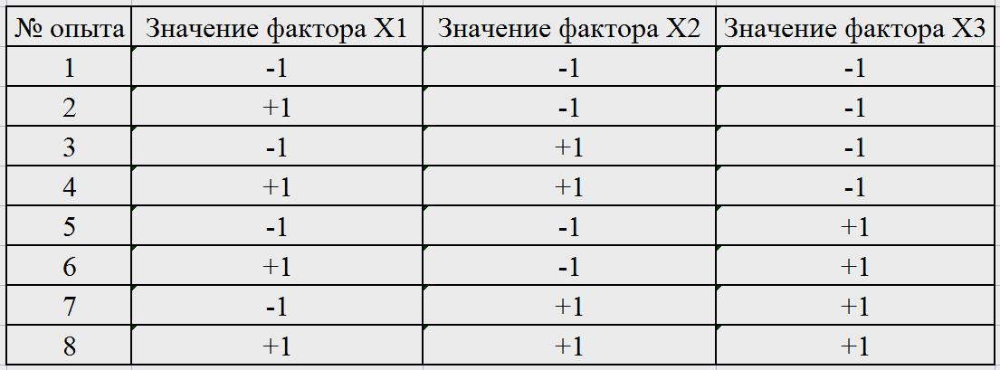 № опыта Значение фактора X1 Значение фактора X2 Значение фактора X3
1 -1 -1 -1
2 +1 -1 -1
3 -1 +1 -1
4 +1 +1 -1
5 -1 -1 +1
6 +1 -1 +1
7 -1 +1 +1
8 +1 +1 +1